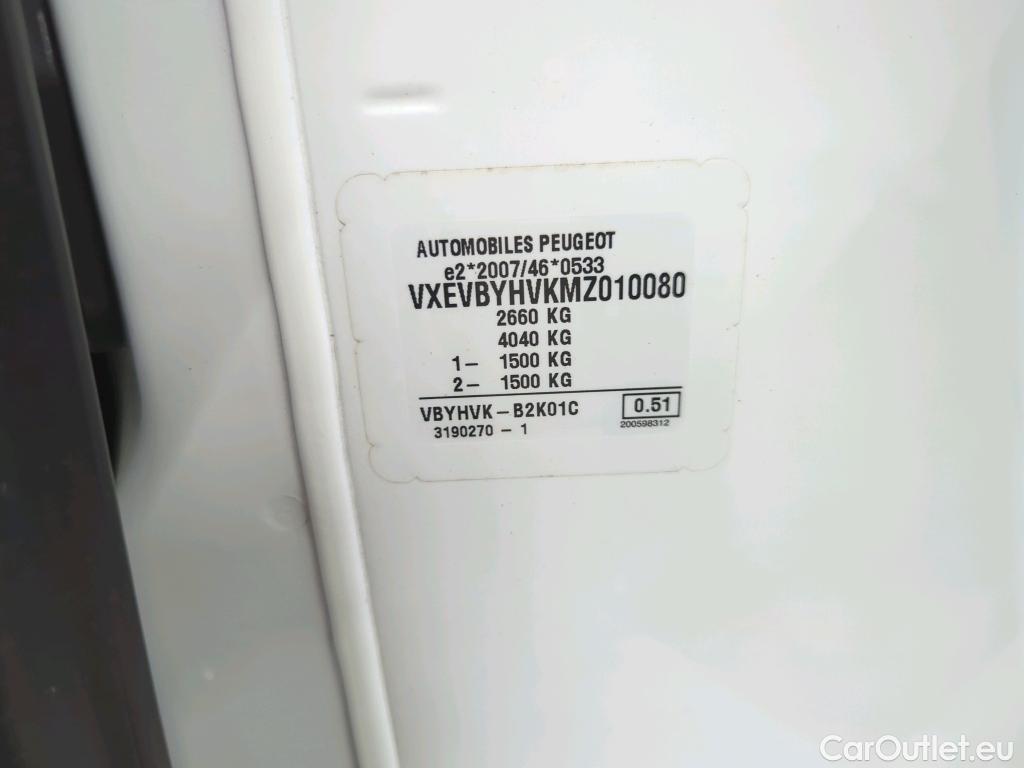 AUTOMOBILES PEUGEOT
e2*2007/46*0533
VXEVBYHVKMZ010080
2660 KG
4040 KG
1- 1500 KG
2- 1500 KG
VBYHVK-B2K01C 0.51
3190270-1 200598312
CarOutlet.eu